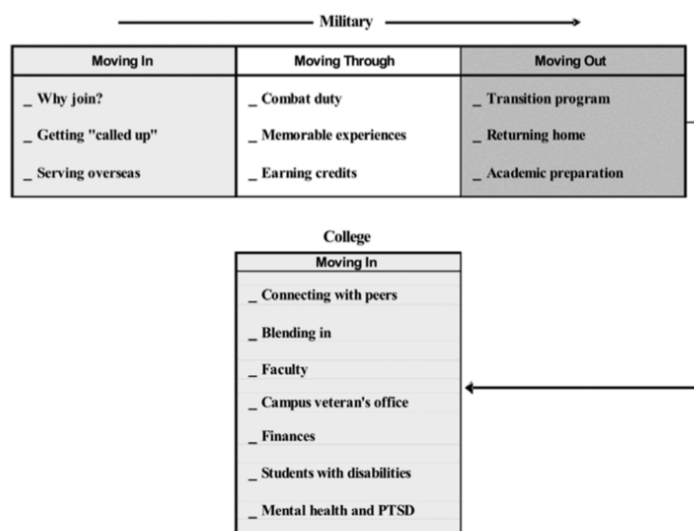 Military
Moving In
_ Why join?
_ Getting "called up"
_ Serving overseas
Moving Through
_ Combat duty
_ Memorable experiences
_ Earning credits
Moving Out
_ Transition program
_ Returning home
_ Academic preparation
College
Moving In
_ Connecting with peers
_ Blending in
_ Faculty
_ Campus veteran's office
_ Finances
_ Students with disabilities
_ Mental health and PTSD